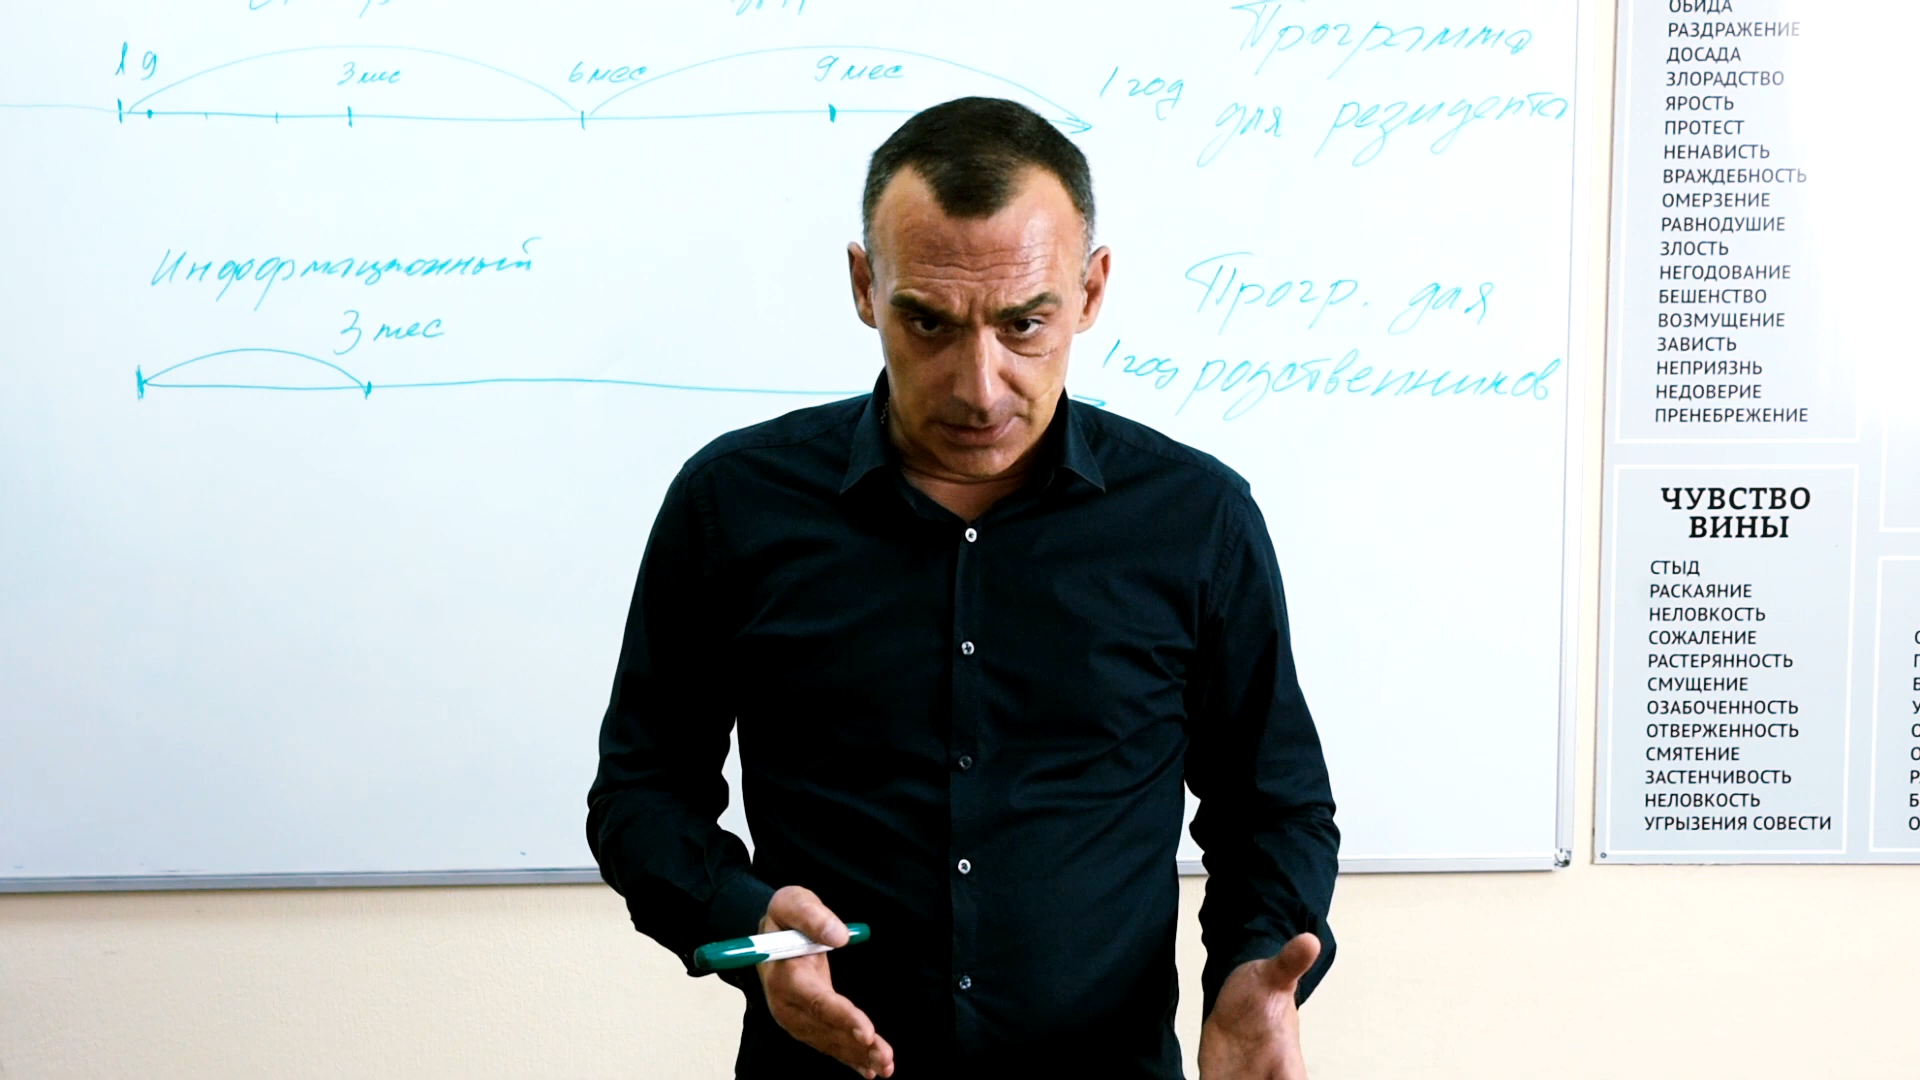 1 9
3 мес
6 мес
9 мес
1 год
Программа
для резидента
Информационный
3 мес
1 год
Прогр. для
родственников
ОБИДА
РАЗДРАЖЕНИЕ
ДОСАДА
ЗЛОРАДСТВО
ЯРОСТЬ
ПРОТЕСТ
НЕНАВИСТЬ
ВРАЖДЕБНОСТЬ
ОМЕРЗЕНИЕ
РАВНОДУШИЕ
ЗЛОСТЬ
НЕГОДОВАНИЕ
БЕШЕНСТВО
ВОЗМУЩЕНИЕ
ЗАВИСТЬ
НЕПРИЯЗНЬ
НЕДОВЕРИЕ
ПРЕНЕБРЕЖЕНИЕ
ЧУВСТВО
ВИНЫ
СТЫД
РАСКАЯНИЕ
НЕЛОВКОСТЬ
СОЖАЛЕНИЕ
РАСТЕРЯННОСТЬ
СМУЩЕНИЕ
ОЗАБОЧЕННОСТЬ
ОТВЕРЖЕННОСТЬ
СМЯТЕНИЕ
ЗАСТЕНЧИВОСТЬ
НЕЛОВКОСТЬ
УГРЫЗЕНИЯ СОВЕСТИ